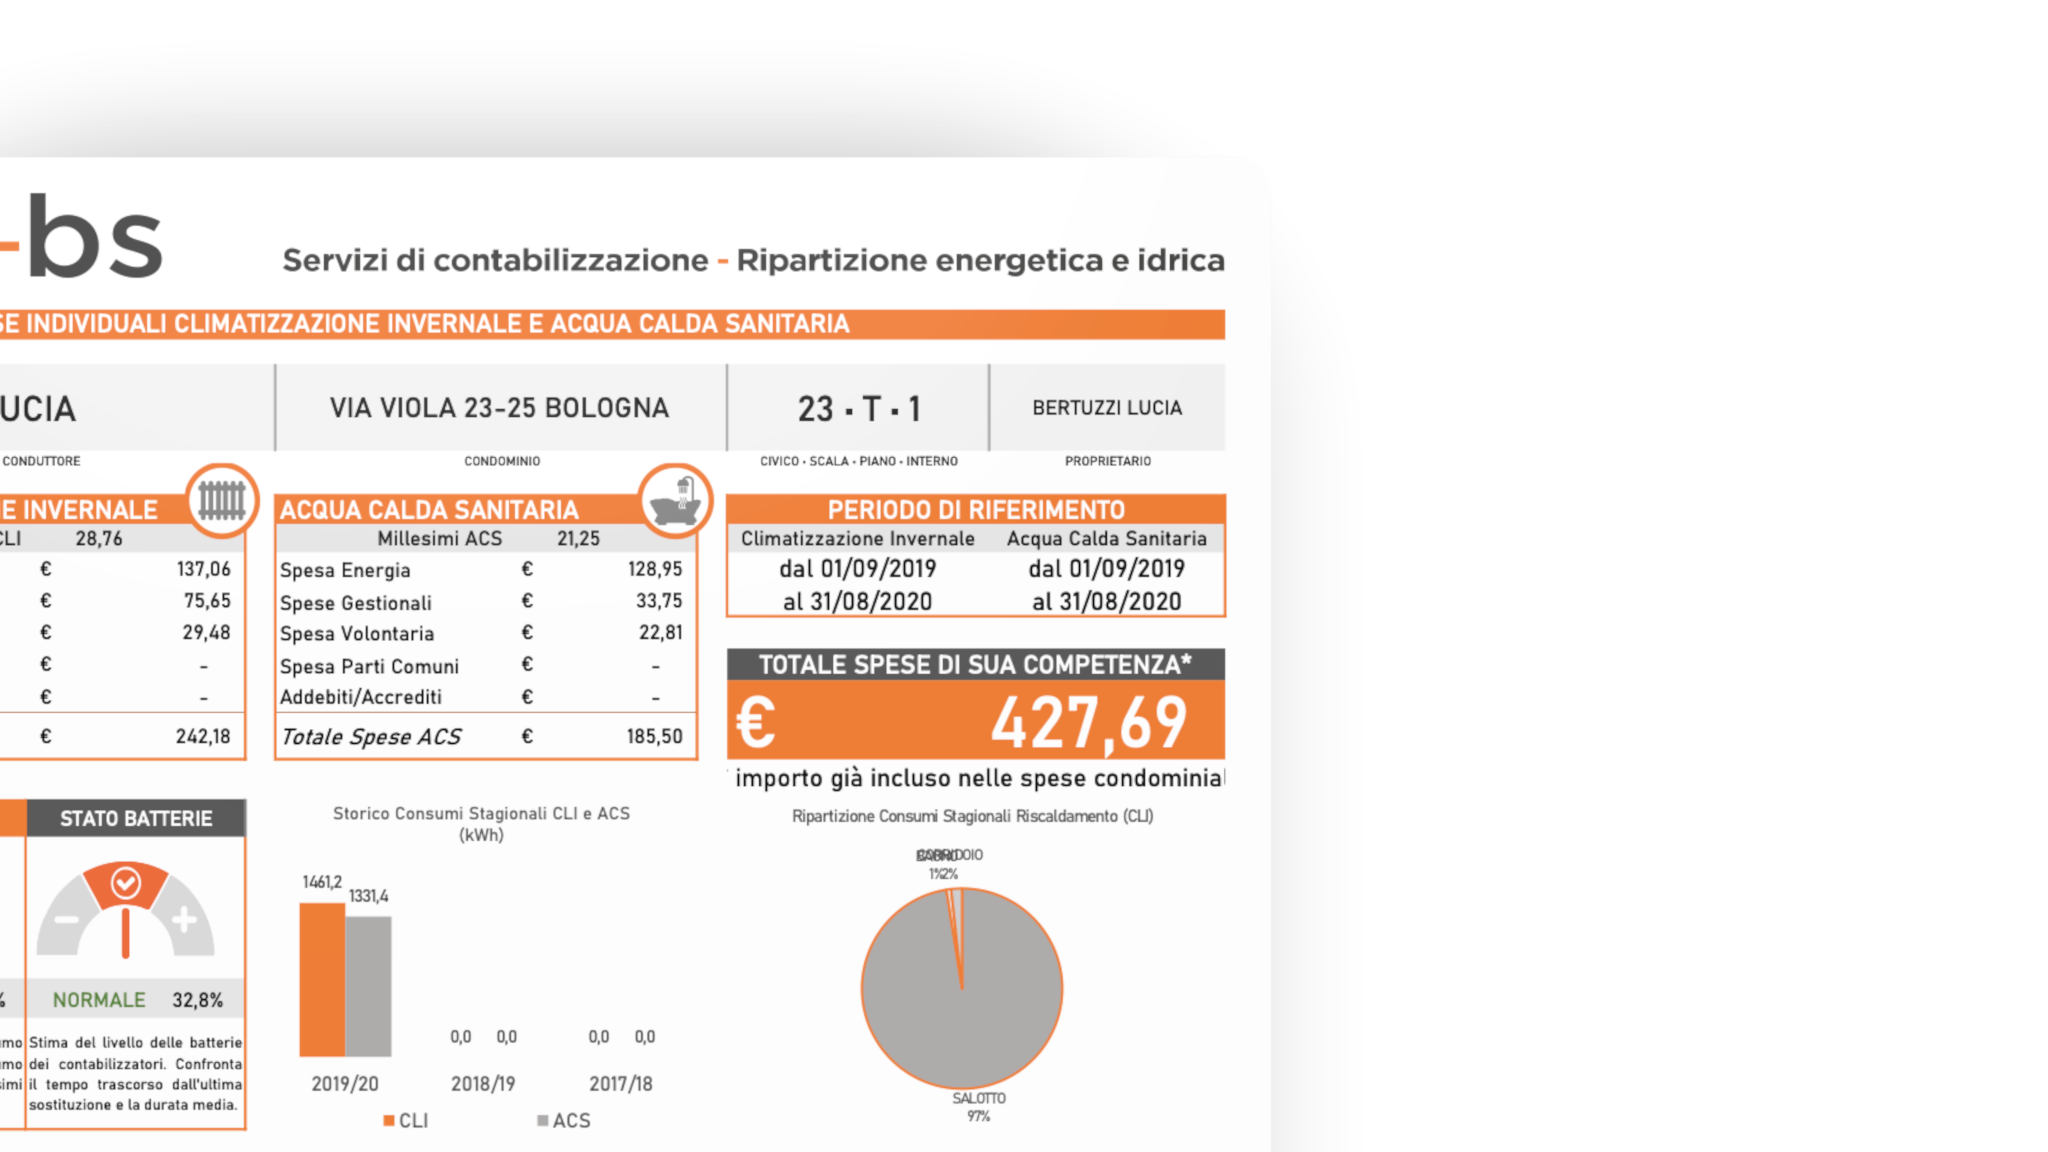 -bs
Servizi di contabilizzazione - Ripartizione energetica e idrica
SE INDIVIDUALI CLIMATIZZAZIONE INVERNALE E ACQUA CALDA SANITARIA
UCIA
VIA VIOLA 23-25 BOLOGNA
23 · T · 1
BERTUZZI LUCIA
CONDUTTORE
CONDOMINIO
CIVICO · SCALA · PIANO · INTERNO
PROPRIETARIO
E INVERNALE
CLI 28,76
€ 137,06
€ 75,65
€ 29,48
€ -
€ -
€ 242,18
ACQUA CALDA SANITARIA
Millesimi ACS 21,25
Spesa Energia € 128,95
Spese Gestionali € 33,75
Spesa Volontaria € 22,81
Spesa Parti Comuni € -
Addebiti/Accrediti € -
Totale Spese ACS € 185,50
PERIODO DI RIFERIMENTO
Climatizzazione Invernale Acqua Calda Sanitaria
dal 01/09/2019 dal 01/09/2019
al 31/08/2020 al 31/08/2020
TOTALE SPESE DI SUA COMPETENZA*
€ 427,69
importo già incluso nelle spese condominial
STATO BATTERIE
%
NORMALE 32,8%
umo
umo
simi
Stima del livello delle batterie
dei contabilizzatori. Confronta
il tempo trascorso dall'ultima
sostituzione e la durata media.
Storico Consumi Stagionali CLI e ACS
(kWh)
1461,2
1331,4
0,0 0,0 0,0 0,0
2019/20 2018/19 2017/18
CLI ACS
Ripartizione Consumi Stagionali Riscaldamento (CLI)
CORRIDOIO
1% 2%
SALOTTO
97%